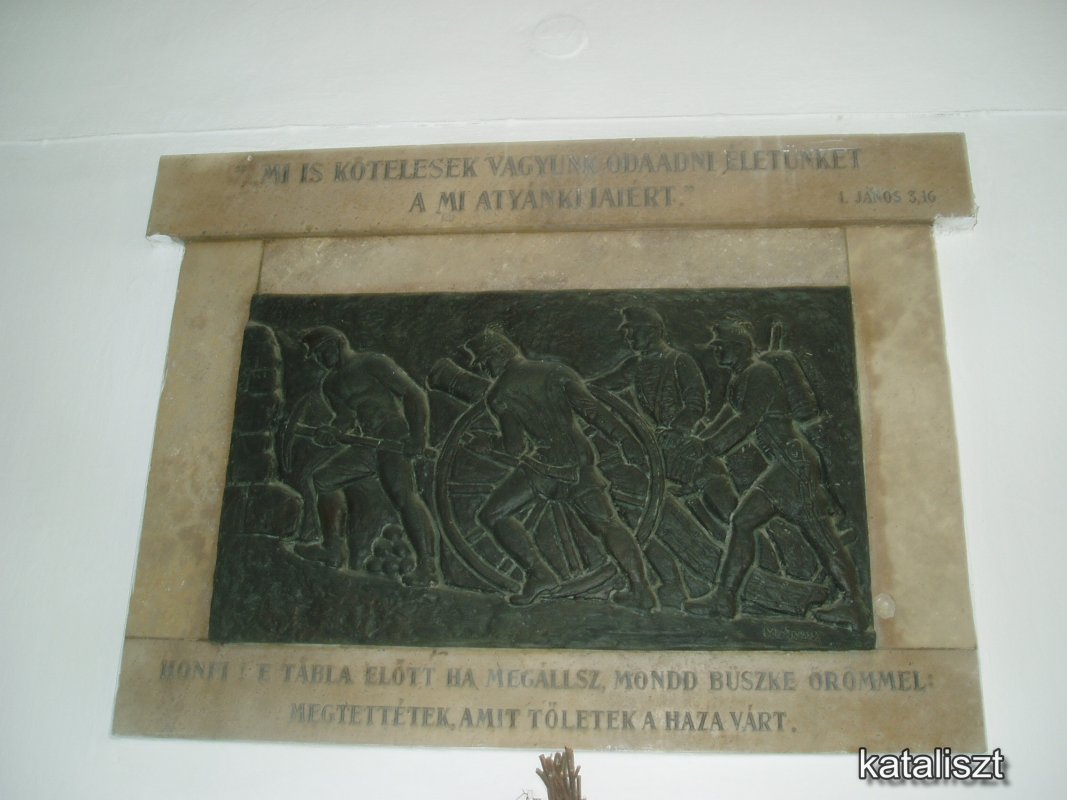 "MI IS KÖTELESEK VAGYUNK ODAADNI ÉLETÜNKET
A MI ATYÁNKFIAIÉRT."
I. JÁNOS 3,16
HONFI! E TÁBLA ELŐTT HA MEGÁLLSZ, MONDD BÜSZKE ÖRÖMMEL:
MEGTETTÉTEK, AMIT TŐLETEK A HAZA VÁRT.
kataliszt